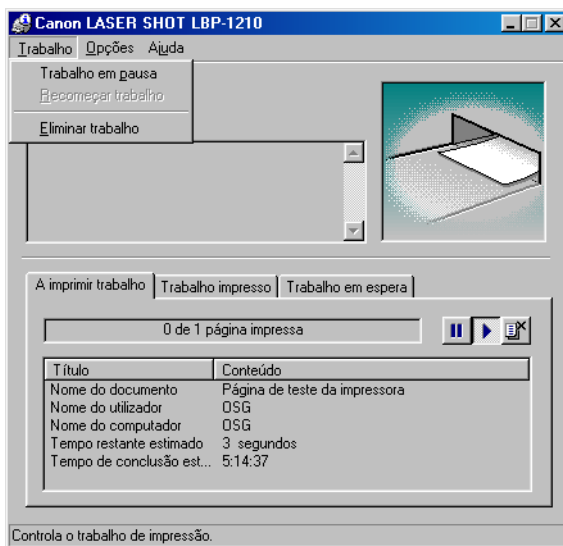 Canon LASER SHOT LBP-1210
Trabalho Opções Ajuda
Trabalho em pausa
Recomeçar trabalho
Eliminar trabalho
A imprimir trabalho Trabalho impresso Trabalho em espera
0 de 1 página impressa
Título Conteúdo
Nome do documento Página de teste da impressora
Nome do utilizador OSG
Nome do computador OSG
Tempo restante estimado 3 segundos
Tempo de conclusão est... 5:14:37
Controla o trabalho de impressão.